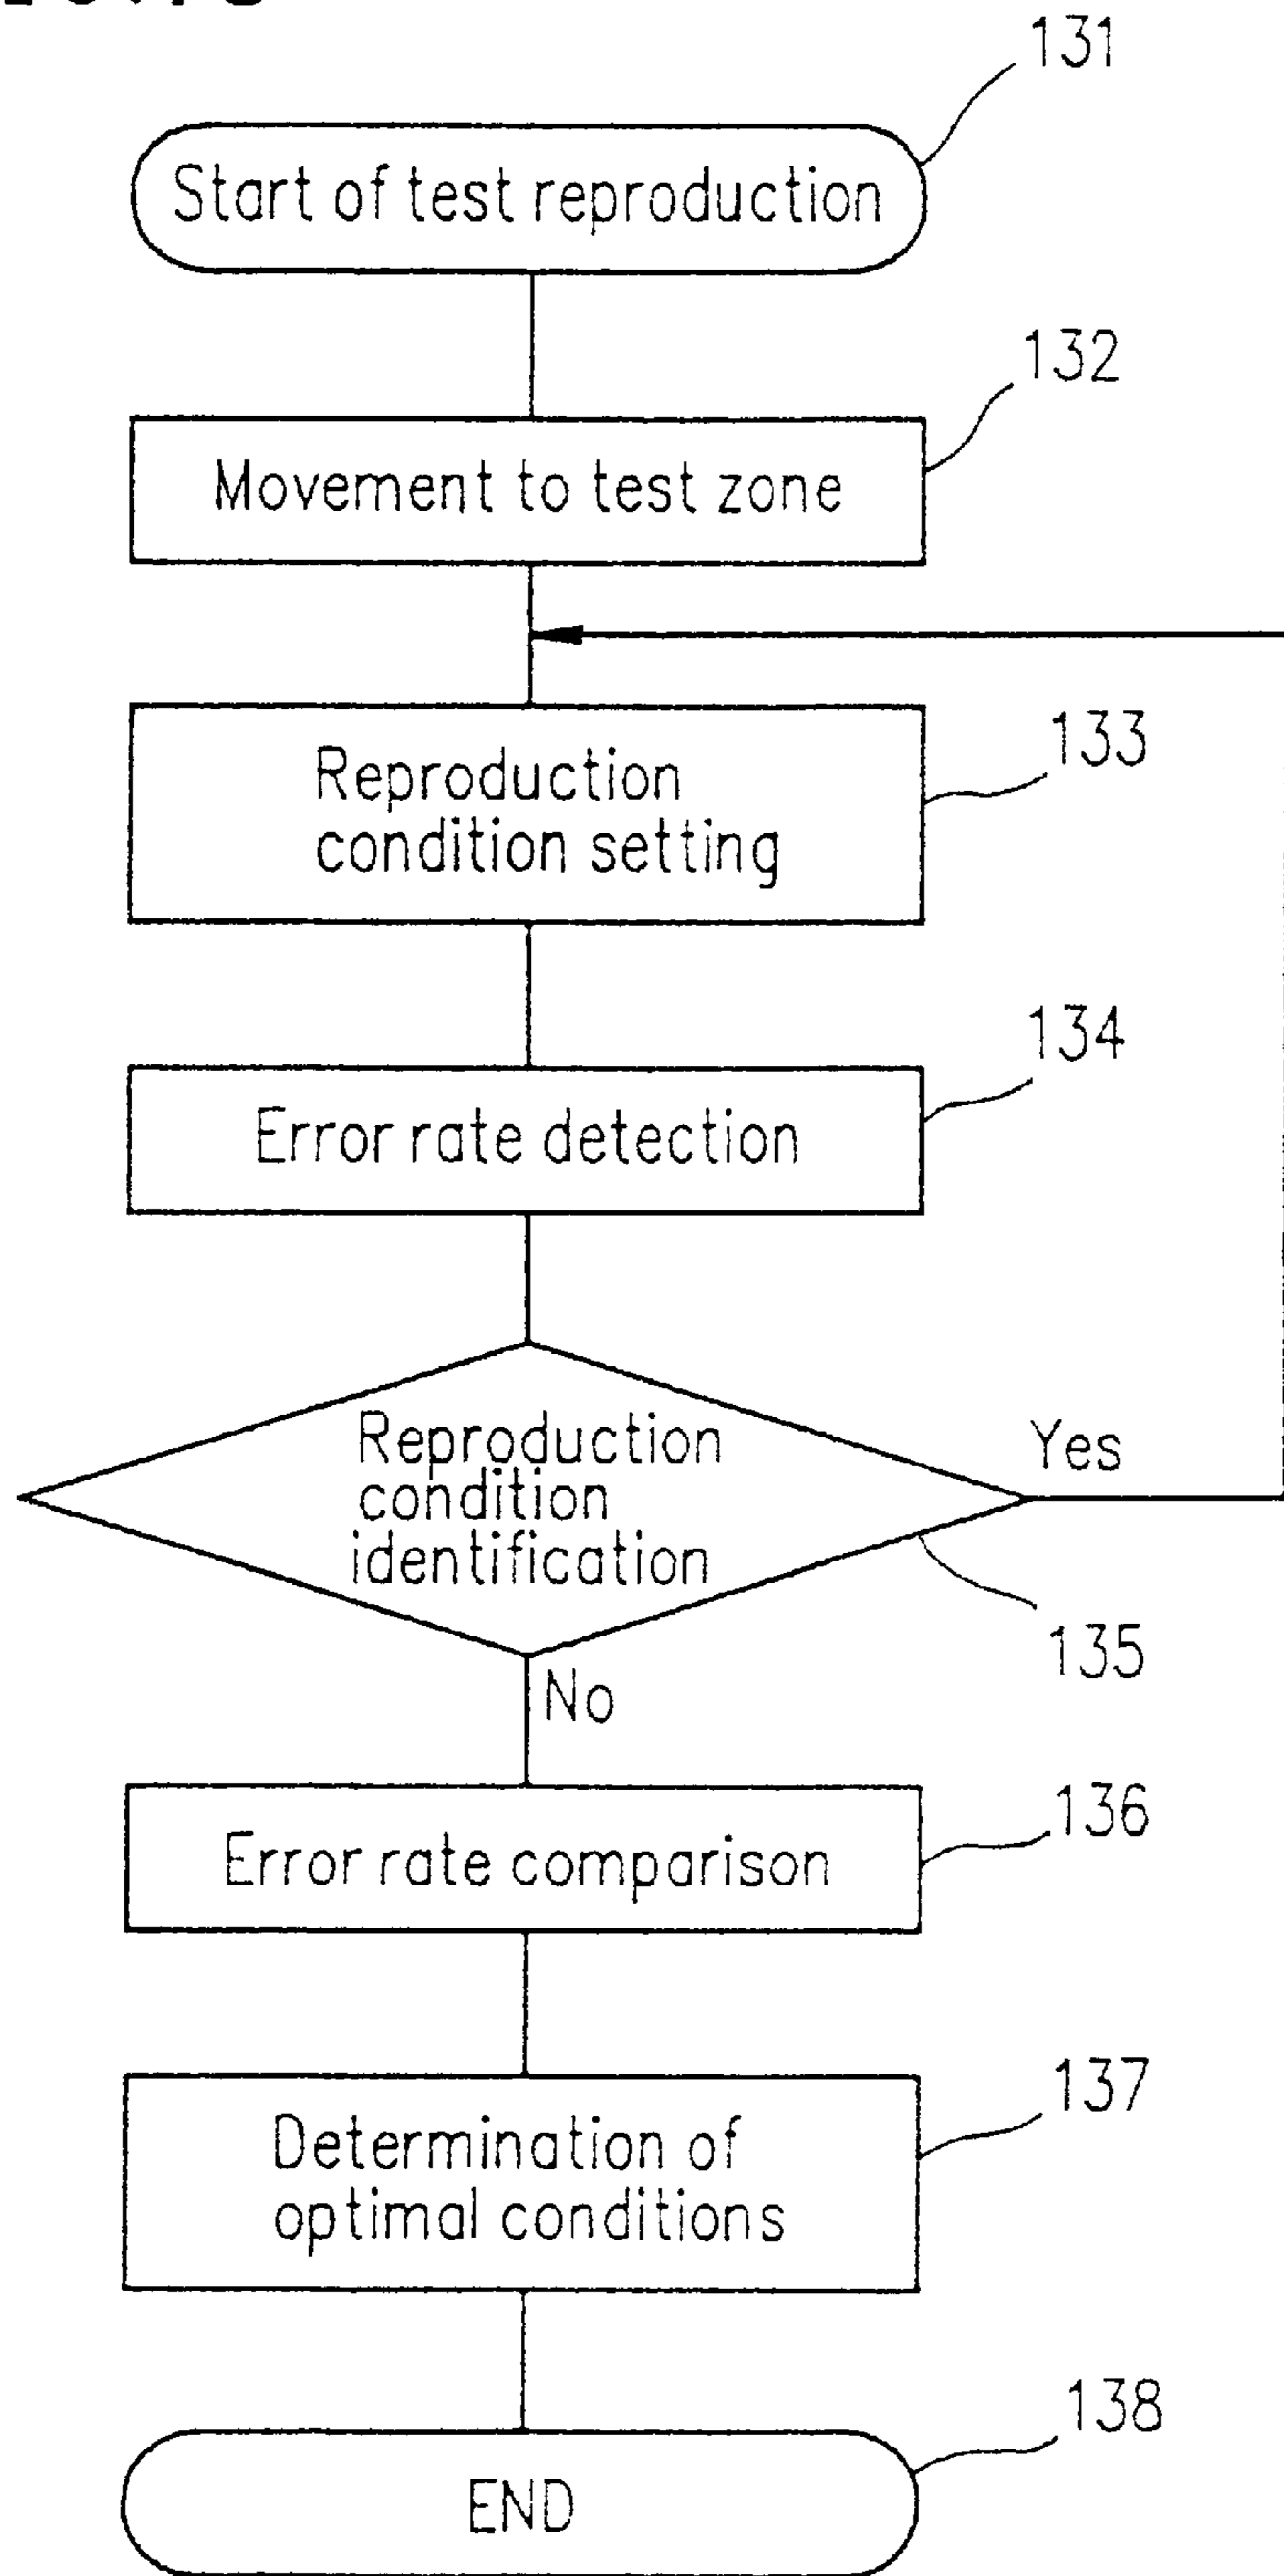 131
Start of test reproduction
132
Movement to test zone
133
Reproduction
condition setting
134
Error rate detection
Reproduction
condition
identification
Yes
135
No
136
Error rate comparison
137
Determination of
optimal conditions
138
END